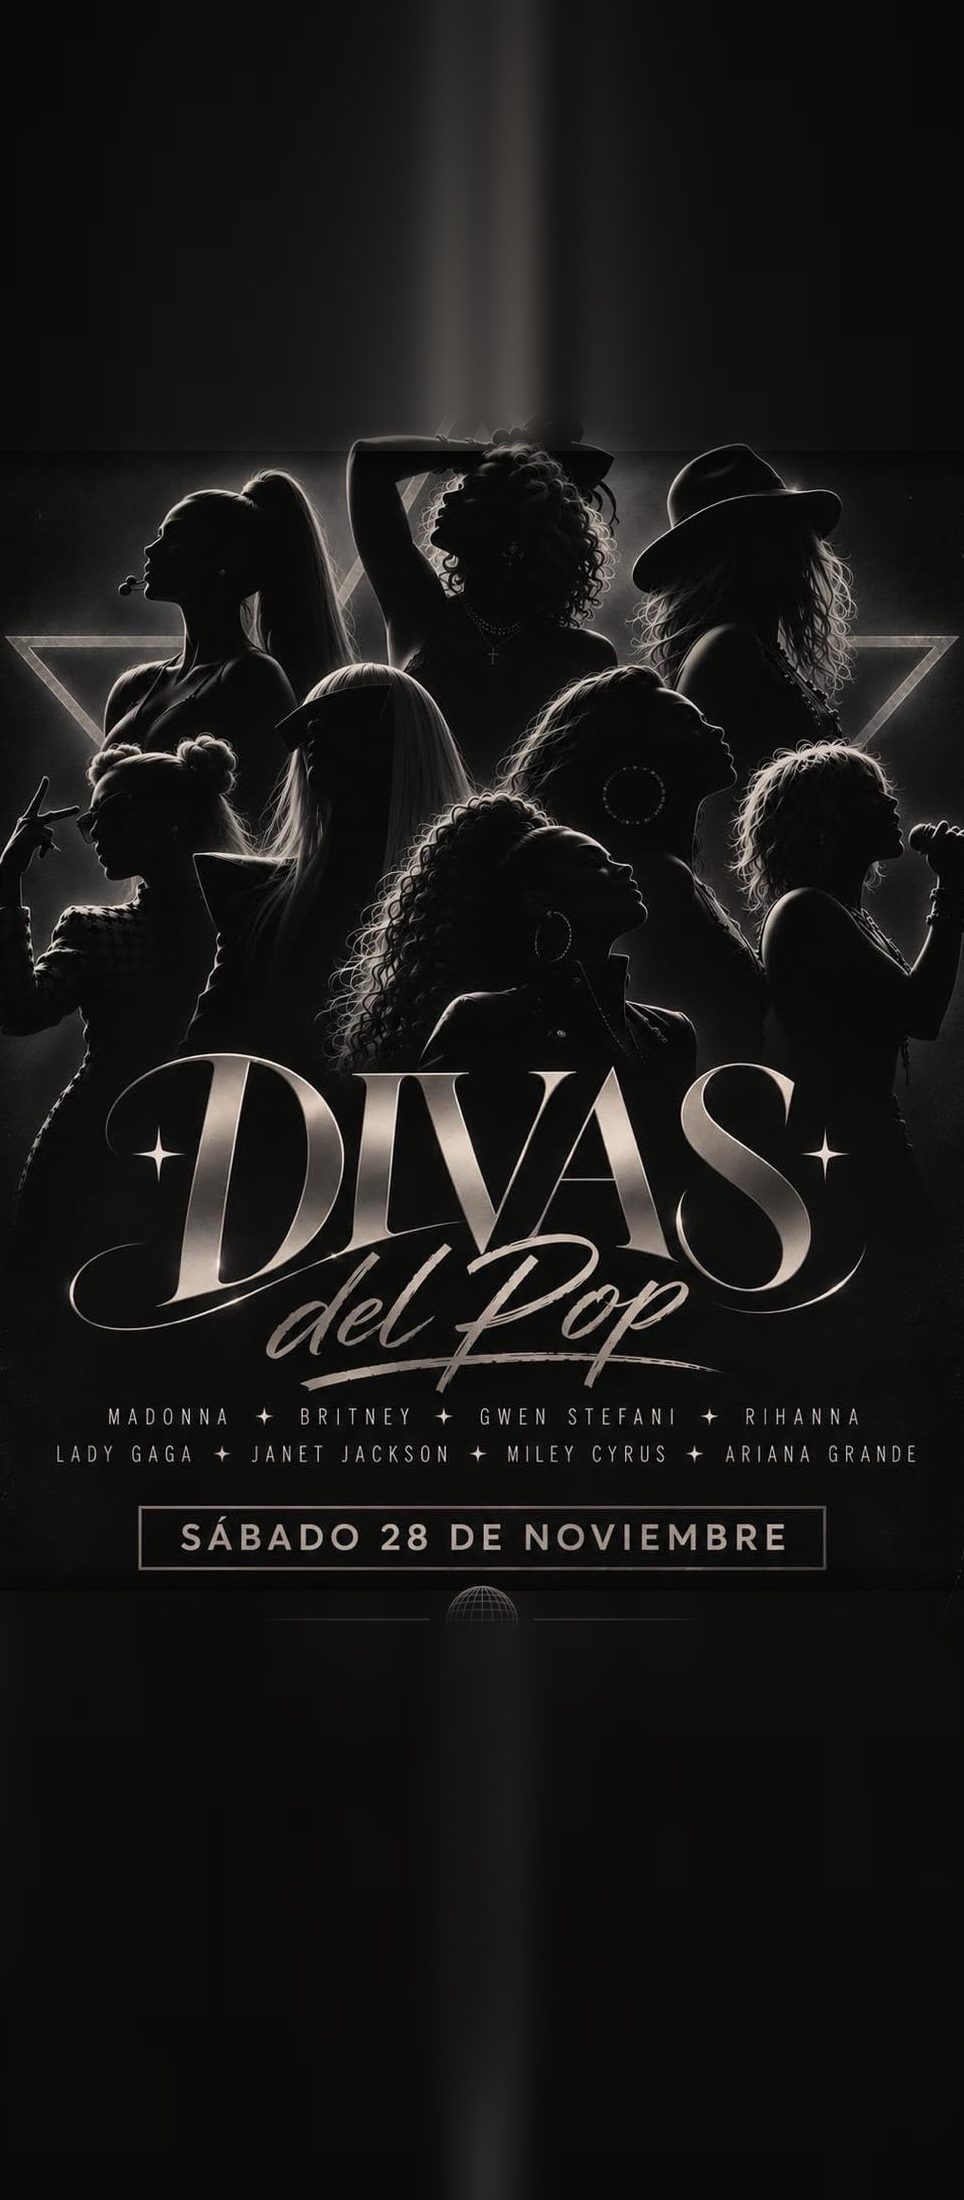 DIVAS
del Pop
MADONNA ✦ BRITNEY ✦ GWEN STEFANI ✦ RIHANNA
LADY GAGA ✦ JANET JACKSON ✦ MILEY CYRUS ✦ ARIANA GRANDE
SÁBADO 28 DE NOVIEMBRE